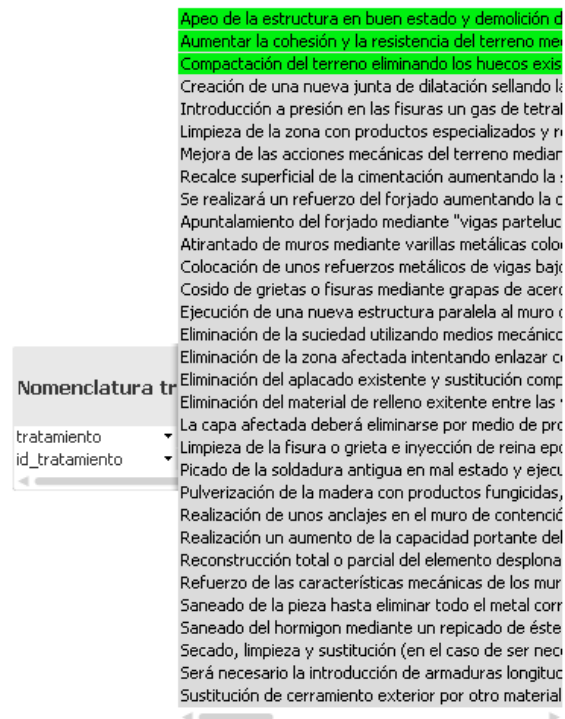 Apeo de la estructura en buen estado y demolición d
Aumentar la cohesión y la resistencia del terreno me
Compactación del terreno eliminando los huecos exis
Creación de una nueva junta de dilatación sellando la
Introducción a presión en las fisuras un gas de tetra
Limpieza de la zona con productos especializados y r
Mejora de las acciones mecánicas del terreno median
Recalce superficial de la cimentación aumentando la
Se realizará un refuerzo del forjado aumentando la c
Apuntalamiento del forjado mediante "vigas parteluc
Atirantado de muros mediante varillas metálicas colo
Colocación de unos refuerzos metálicos de vigas bajo
Cosido de grietas o fisuras mediante grapas de acero
Ejecución de una nueva estructura paralela al muro
Eliminación de la suciedad utilizando medios mecánicc
Eliminación de la zona afectada intentando enlazar c
Eliminación del aplacado existente y sustitución comp
Eliminación del material de relleno exitente entre las
La capa afectada deberá eliminarse por medio de pro
Limpieza de la fisura o grieta e inyección de reina epo
Picado de la soldadura antigua en mal estado y ejecu
Pulverización de la madera con productos fungicidas,
Realización de unos anclajes en el muro de contenció
Realización un aumento de la capacidad portante del
Reconstrucción total o parcial del elemento desplona
Refuerzo de las características mecánicas de los mur
Saneado de la pieza hasta eliminar todo el metal corr
Saneado del hormigon mediante un repicado de éste
Secado, limpieza y sustitución (en el caso de ser nec
Será necesario la introducción de armaduras longituc
Sustitución de cerramiento exterior por otro material
Nomenclatura tr
tratamiento
id_tratamiento